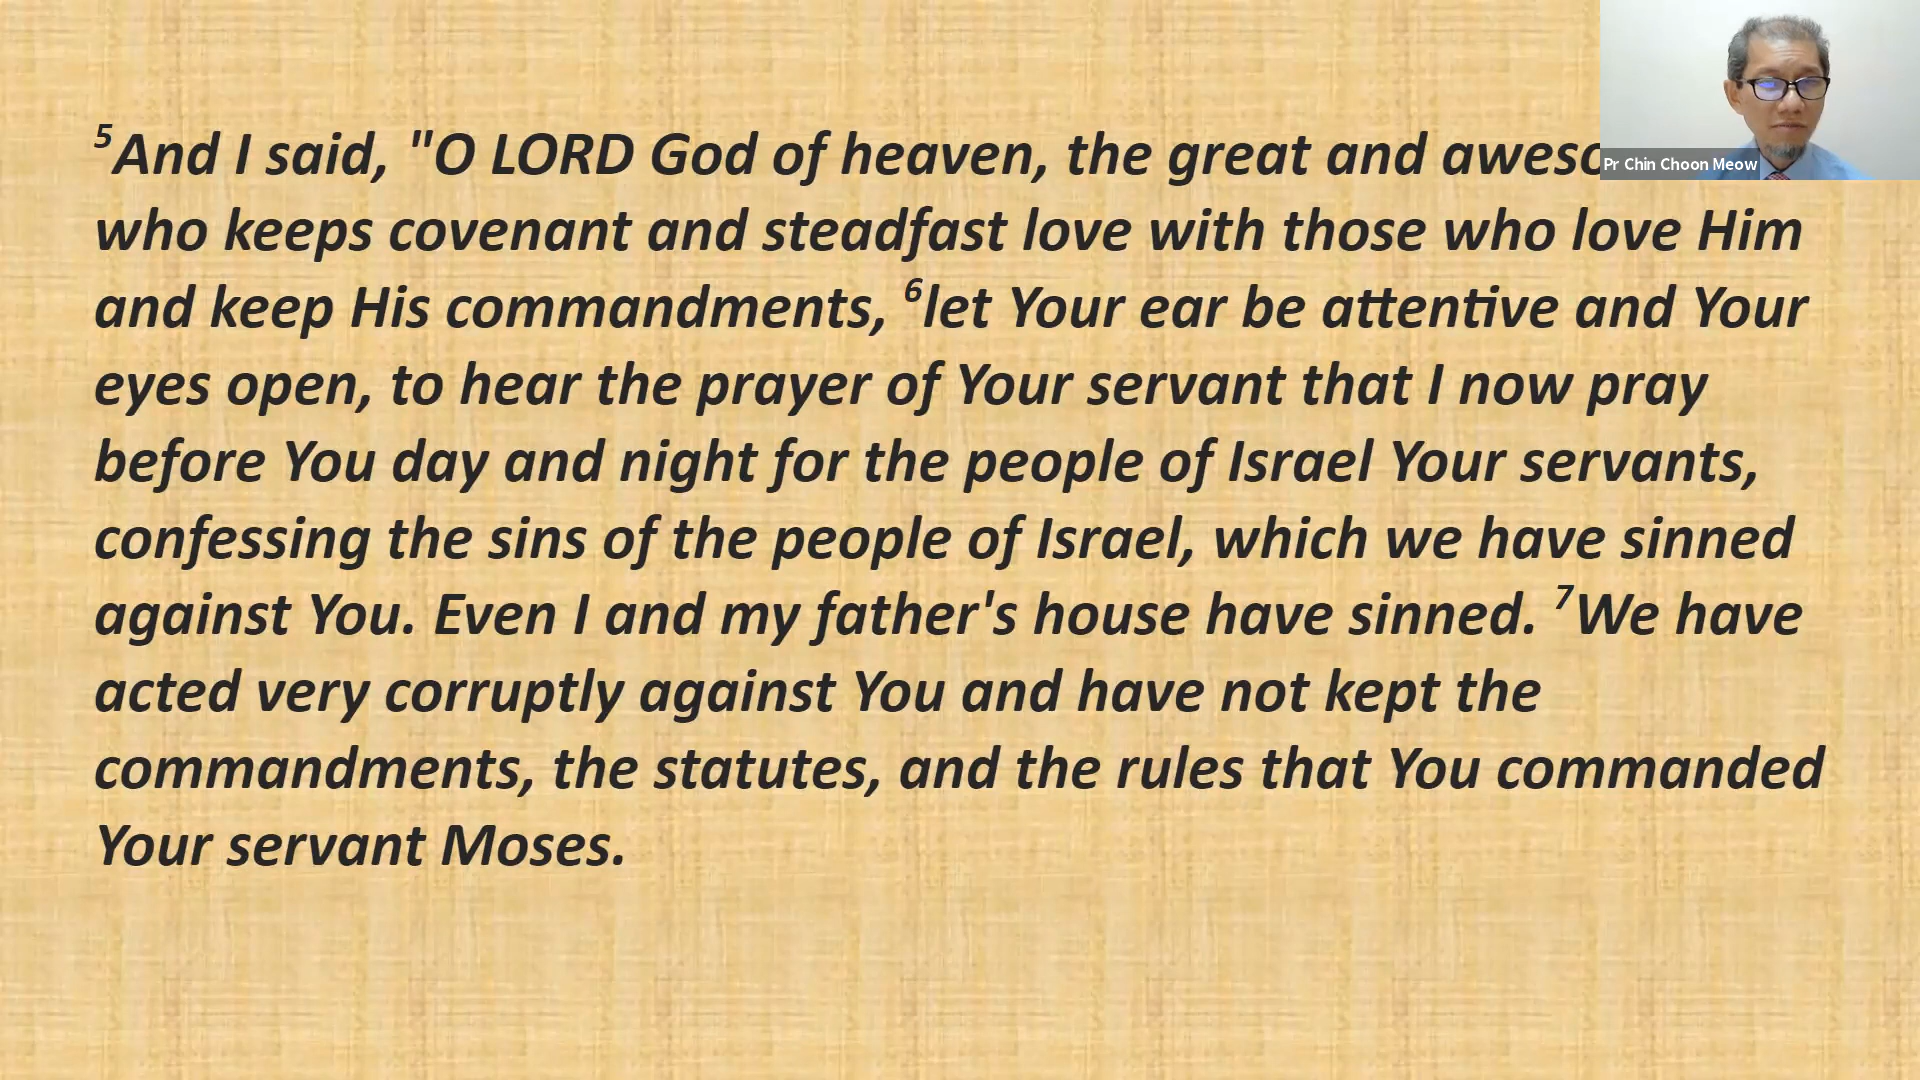 5And I said, "O LORD God of heaven, the great and
who keeps covenant and steadfast love with those who love Him
and keep His commandments, 6let Your ear be attentive and Your
eyes open, to hear the prayer of Your servant that I now pray
before You day and night for the people of Israel Your servants,
confessing the sins of the people of Israel, which we have sinned
against You. Even I and my father's house have sinned. 7We have
acted very corruptly against You and have not kept the
commandments, the statutes, and the rules that You commanded
Your servant Moses.
Pr Chin Choon Meow